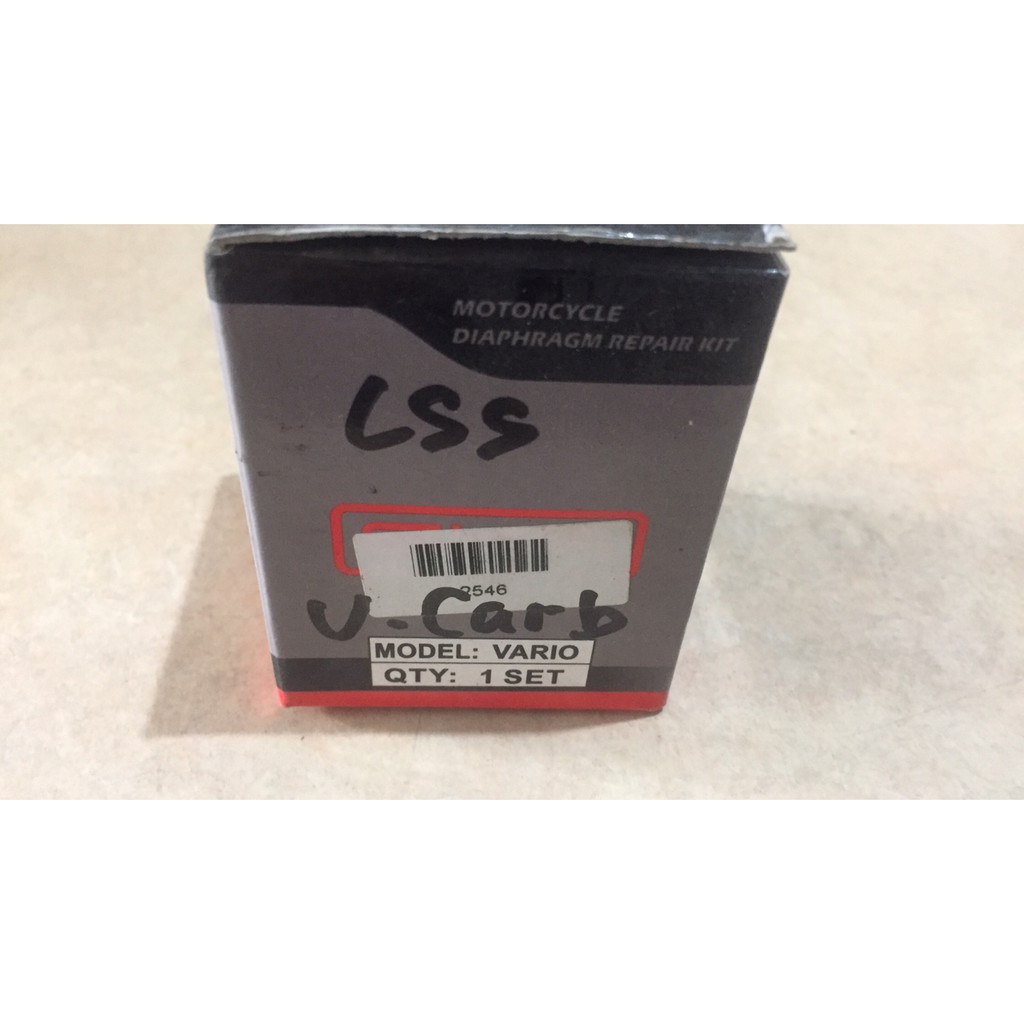 MOTORCYCLE
DIAPHRAGM REPAIR KIT
LSS
2546
V.Carb
MODEL: VARIO
QTY: 1 SET